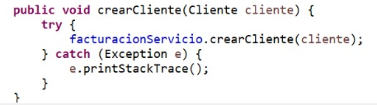 public void crearCliente(Cliente cliente) {
    try {
        facturacionServicio.crearCliente(cliente);
    } catch (Exception e) {
        e.printStackTrace();
    }
}